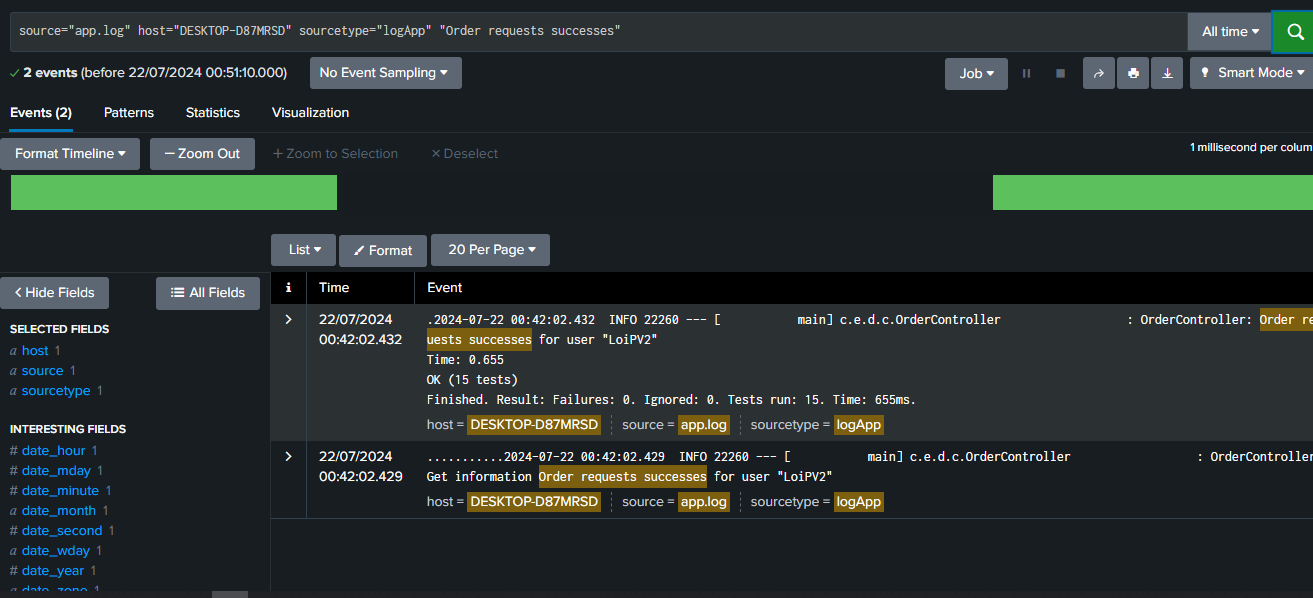 source="app.log" host="DESKTOP-D87MRSD" sourcetype="logApp" "Order requests successes"
All time
2 events (before 22/07/2024 00:51:10.000)
No Event Sampling
Job
Smart Mode
Events (2)
Patterns
Statistics
Visualization
Format Timeline
— Zoom Out
+ Zoom to Selection
× Deselect
1 millisecond per colum
List
Format
20 Per Page
Hide Fields
All Fields
i
Time
Event
SELECTED FIELDS
a host 1
a source 1
a sourcetype 1
INTERESTING FIELDS
# date_hour 1
# date_mday 1
# date_minute 1
a date_month 1
# date_second 1
a date_wday 1
# date_year 1
a date_zone 1
22/07/2024
00:42:02.432
.2024-07-22 00:42:02.432  INFO 22260 --- [           main] c.e.d.c.OrderController                  : OrderController: Order re
uests successes for user "LoiPV2"
Time: 0.655
OK (15 tests)
Finished. Result: Failures: 0. Ignored: 0. Tests run: 15. Time: 655ms.
host = DESKTOP-D87MRSD source = app.log sourcetype = logApp
22/07/2024
00:42:02.429
...........2024-07-22 00:42:02.429  INFO 22260 --- [           main] c.e.d.c.OrderController                  : OrderController
Get information Order requests successes for user "LoiPV2"
host = DESKTOP-D87MRSD source = app.log sourcetype = logApp